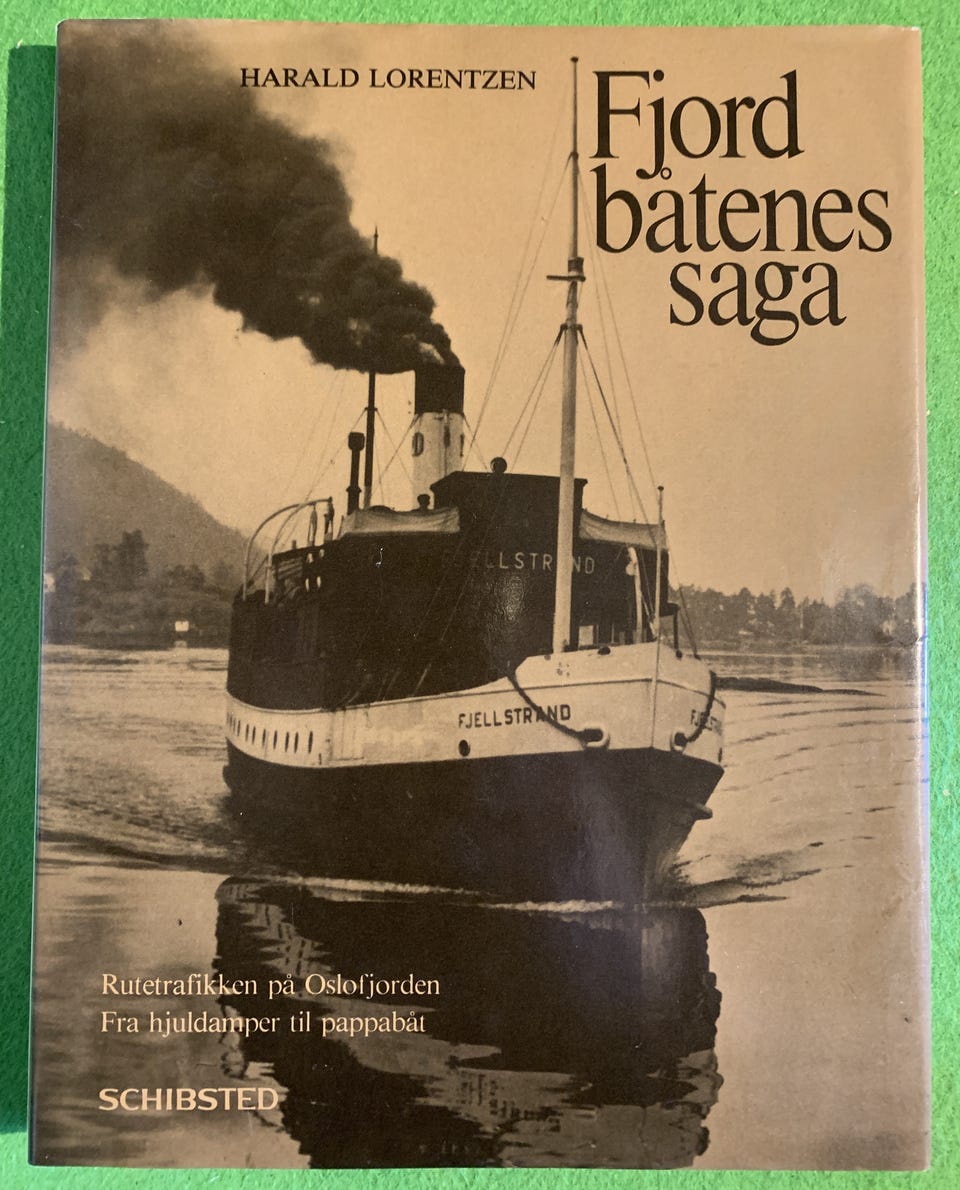 HARALD LORENTZEN
Fjord
båtenes
saga
FJELLSTRAND
FJELLSTRAND
Rutetrafikken på Oslofjorden
Fra hjuldamper til pappabåt
SCHIBSTED